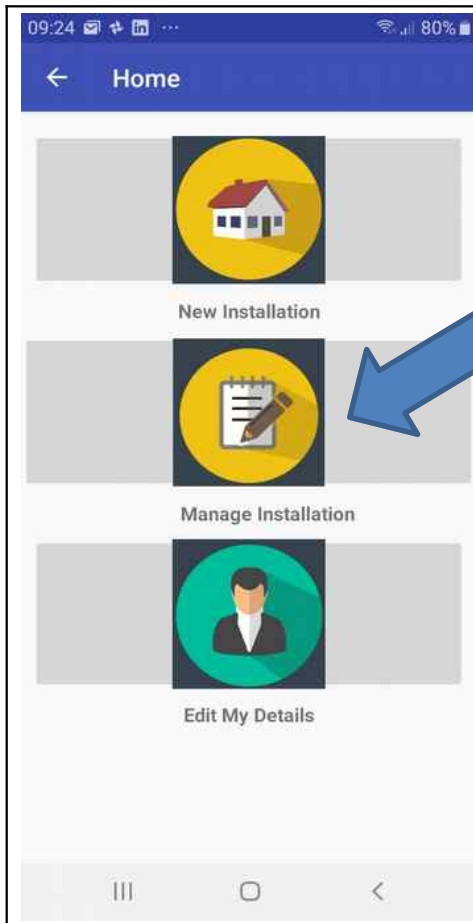 09:24 80%
Home
New Installation
Manage Installation
Edit My Details